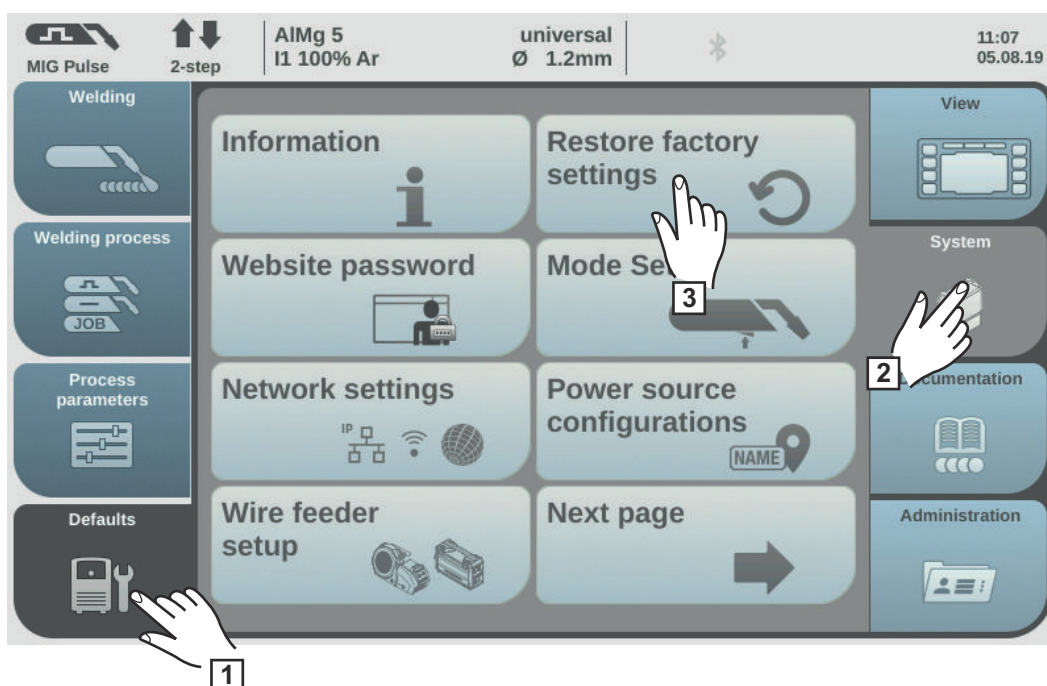 MIG Pulse
2-step
AlMg 5
I1 100% Ar
universal
Ø 1.2mm
11:07
05.08.19
Welding
Welding process
JOB
Process
parameters
Defaults
1
Information
Restore factory
settings
3
Website password
Mode
Network settings
IP
Power source
configurations
NAME
Wire feeder
setup
Next page
View
System
2
Administration